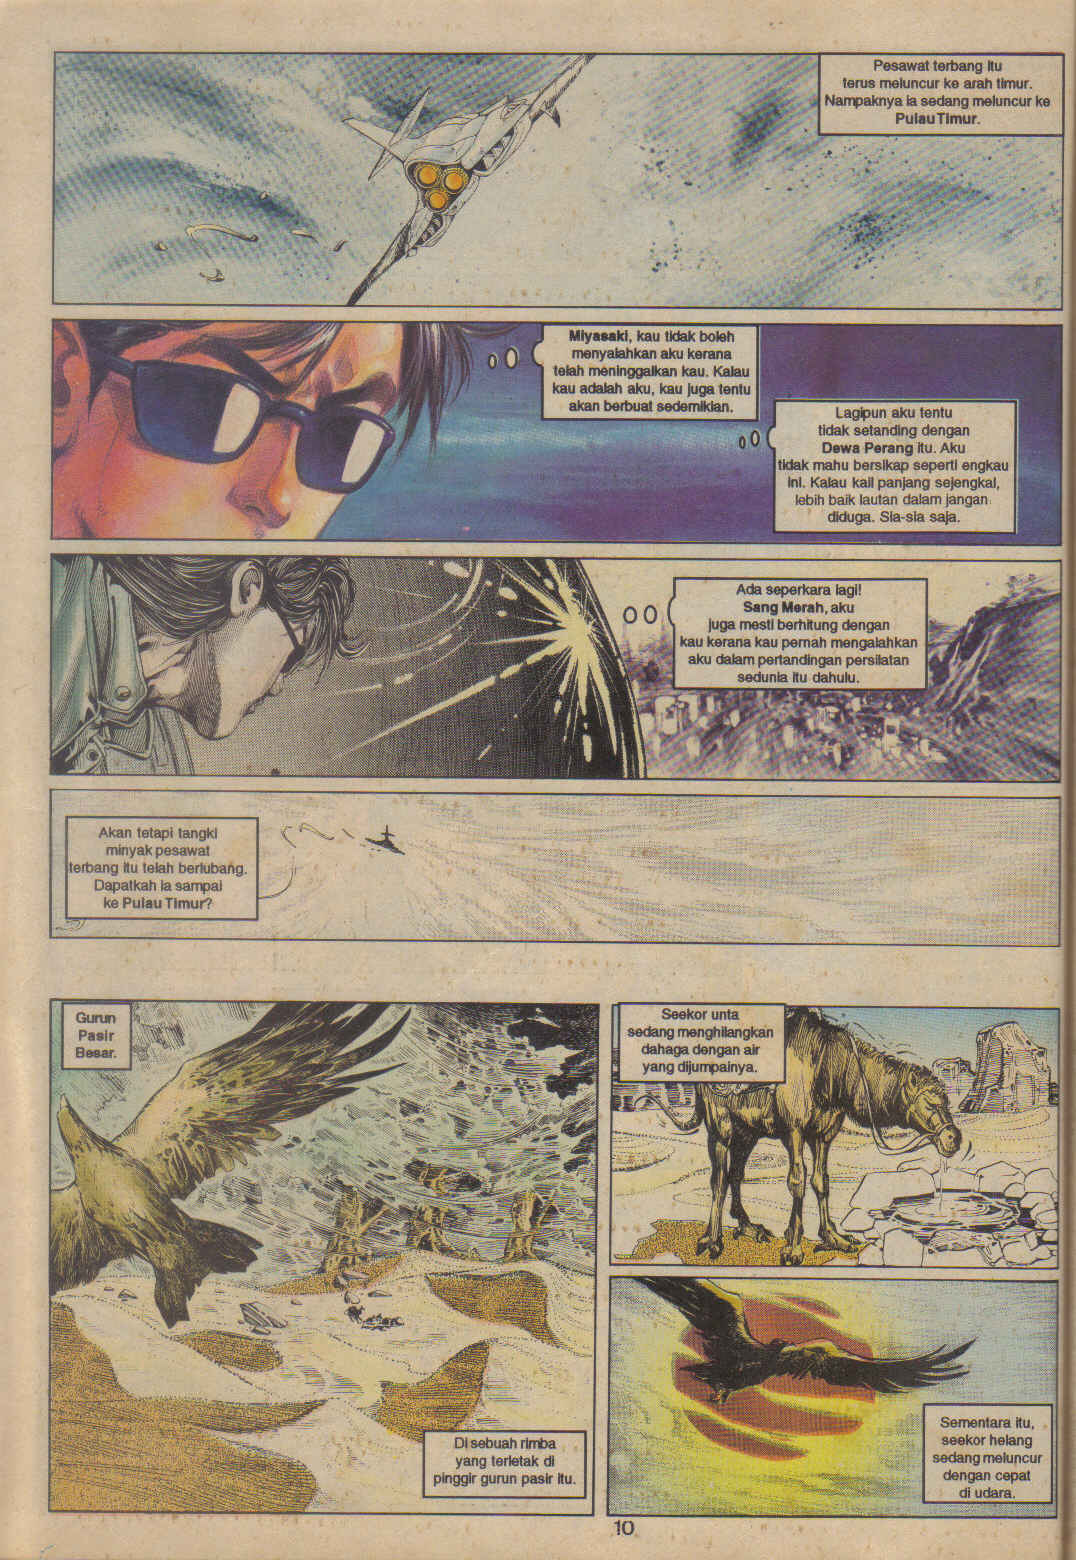 Pesawat terbang itu
terus meluncur ke arah timur.
Nampaknya ia sedang meluncur ke
Pulau Timur.
Miyasaki, kau tidak boleh
menyalahkan aku kerana
telah meninggalkan kau. Kalau
kau adalah aku, kau juga tentu
akan berbuat sedemikian.
Lagipun aku tentu
tidak setanding dengan
Dewa Perang itu. Aku
tidak mahu bersikap seperti engkau
ini. Kalau kail panjang sejengkal,
lebih baik lautan dalam jangan
diduga. Sia-sia saja.
Ada seperkara lagi!
Sang Merah, aku
juga mesti berhitung dengan
kau kerana kau pernah mengalahkan
aku dalam pertandingan persilatan
sedunia itu dahulu.
Akan tetapi tangki
minyak pesawat
terbang itu telah berlubang.
Dapatkah ia sampai
ke Pulau Timur?
Gurun
Pasir
Besar.
Di sebuah rimba
yang terletak di
pinggir gurun pasir itu.
Seekor unta
sedang menghilangkan
dahaga dengan air
yang dijumpainya.
Sementara itu,
seekor helang
sedang meluncur
dengan cepat
di udara.
10